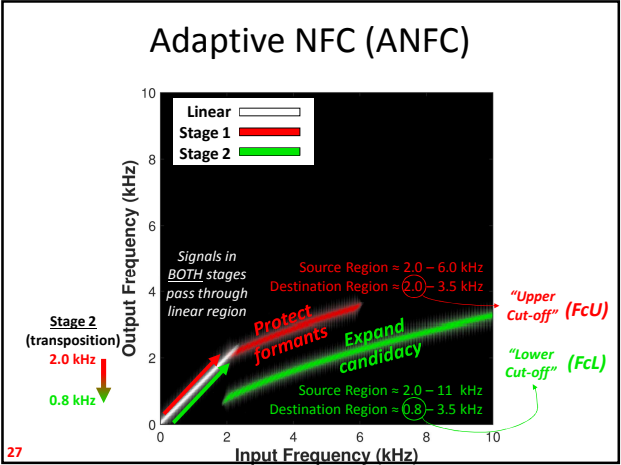 Adaptive NFC (ANFC)
10
8
6
4
2
0
Output Frequency (kHz)
Linear
Stage 1
Stage 2
Signals in
BOTH stages
pass through
linear region
Source Region ≈ 2.0 – 6.0 kHz
Destination Region ≈ 2.0 – 3.5 kHz
Protect
formants
Expand
candidacy
Source Region ≈ 2.0 – 11 kHz
Destination Region ≈ 0.8 – 3.5 kHz
"Upper
Cut-off" (FcU)
"Lower
Cut-off" (FcL)
Stage 2
(transposition)
2.0 kHz
0.8 kHz
0 2 4 6 8 10
Input Frequency (kHz)
27